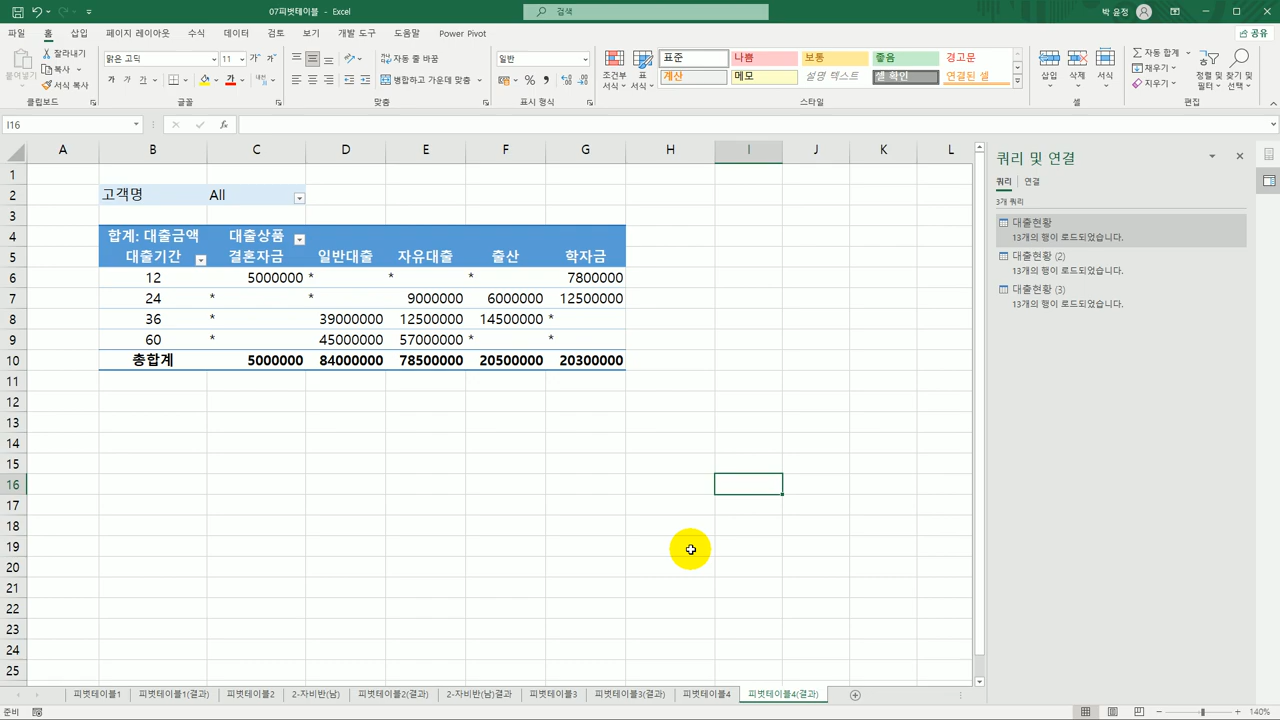 07피벗테이블 - Excel
검색
박 윤정
파일 홈 삽입 페이지 레이아웃 수식 데이터 검토 보기 개발 도구 도움말 Power Pivot
공유
붙여넣기
잘라내기
복사
서식 복사
클립보드
맑은 고딕 11
가 가 가
글꼴
자동 줄 바꿈
병합하고 가운데 맞춤
맞춤
일반
표시 형식
조건부 서식
표 서식
표준 나쁨 보통 좋음 경고문
계산 메모 설명 텍스트 셀 확인 연결된 셀
스타일
삽입 삭제 서식
셀
자동 합계
채우기
지우기
정렬 및 필터
찾기 및 선택
편집
I16
fx
A B C D E F G H I J K L
1
2 고객명 All
3
4 합계: 대출금액 대출상품
5 대출기간 결혼자금 일반대출 자유대출 출산 학자금
6 12 5000000 * * * 7800000
7 24 * * 9000000 6000000 12500000
8 36 * 39000000 12500000 14500000 *
9 60 * 45000000 57000000 * *
10 총합계 5000000 84000000 78500000 20500000 20300000
11
12
13
14
15
16
17
18
19
20
21
22
23
24
25
쿼리 및 연결
쿼리 연결
3개 쿼리
대출현황
13개의 행이 로드되었습니다.
대출현황 (2)
13개의 행이 로드되었습니다.
대출현황 (3)
13개의 행이 로드되었습니다.
피벗테이블1 피벗테이블1(결과) 피벗테이블2 2-자비반(남) 피벗테이블2(결과) 2-자비반(남)결과 피벗테이블3 피벗테이블3(결과) 피벗테이블4 피벗테이블4(결과)
준비
140%